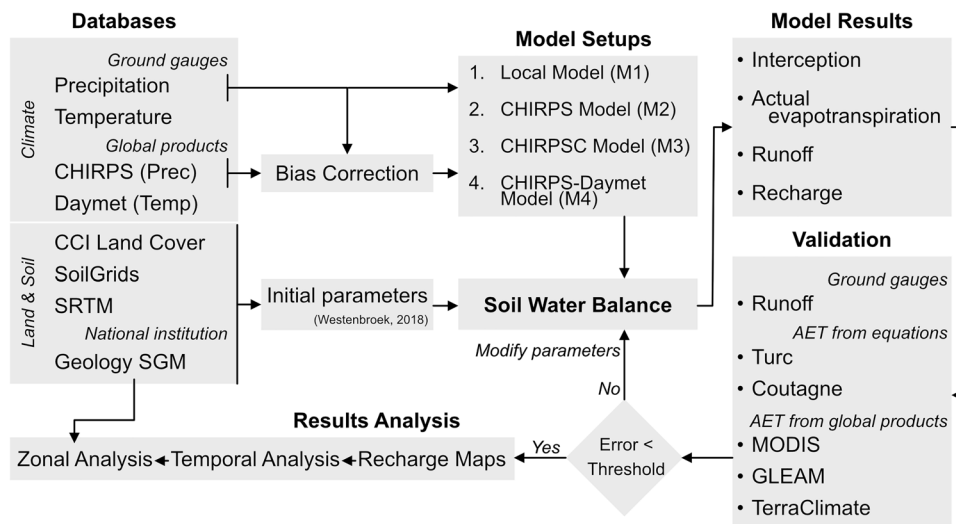 Databases
Climate
Ground gauges
Precipitation
Temperature
Global products
CHIRPS (Prec)
Daymet (Temp)
Land & Soil
CCI Land Cover
SoilGrids
SRTM
National institution
Geology SGM
Bias Correction
Initial parameters
(Westenbroek, 2018)
Model Setups
1. Local Model (M1)
2. CHIRPS Model (M2)
3. CHIRPSC Model (M3)
4. CHIRPS-Daymet
Model (M4)
Soil Water Balance
Modify parameters
No
Error <
Threshold
Yes
Model Results
• Interception
• Actual
evapotranspiration
• Runoff
• Recharge
Validation
Ground gauges
• Runoff
AET from equations
• Turc
• Coutagne
AET from global products
• MODIS
• GLEAM
• TerraClimate
Results Analysis
Zonal Analysis
Temporal Analysis
Recharge Maps